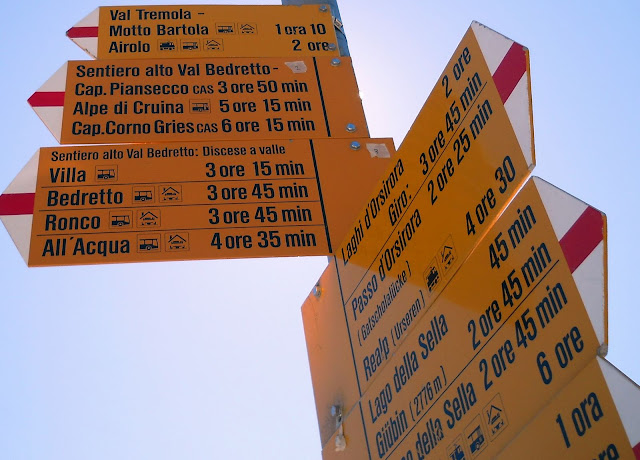 Val Tremola -
Motto Bartola 1 ora 10
Airolo 2 ore
Sentiero alto Val Bedretto -
Cap. Piansecco CAS 3 ore 50 min
Alpe di Cruina 5 ore 15 min
Cap. Corno Gries CAS 6 ore 15 min
Sentiero alto Val Bedretto: Discese a valle
Villa 3 ore 15 min
Bedretto 3 ore 45 min
Ronco 3 ore 45 min
All'Acqua 4 ore 35 min
Laghi d'Orsirora 2 ore
Giro: 3 ore 45 min
Passo d'Orsirora 2 ore 25 min
(Gatscholalücke)
Realp (Urseren) 4 ore 30
Lago della Sella 45 min
Giübin (2776 m) 2 ore 45 min
della Sella 2 ore 45 min
6 ore
1 ora